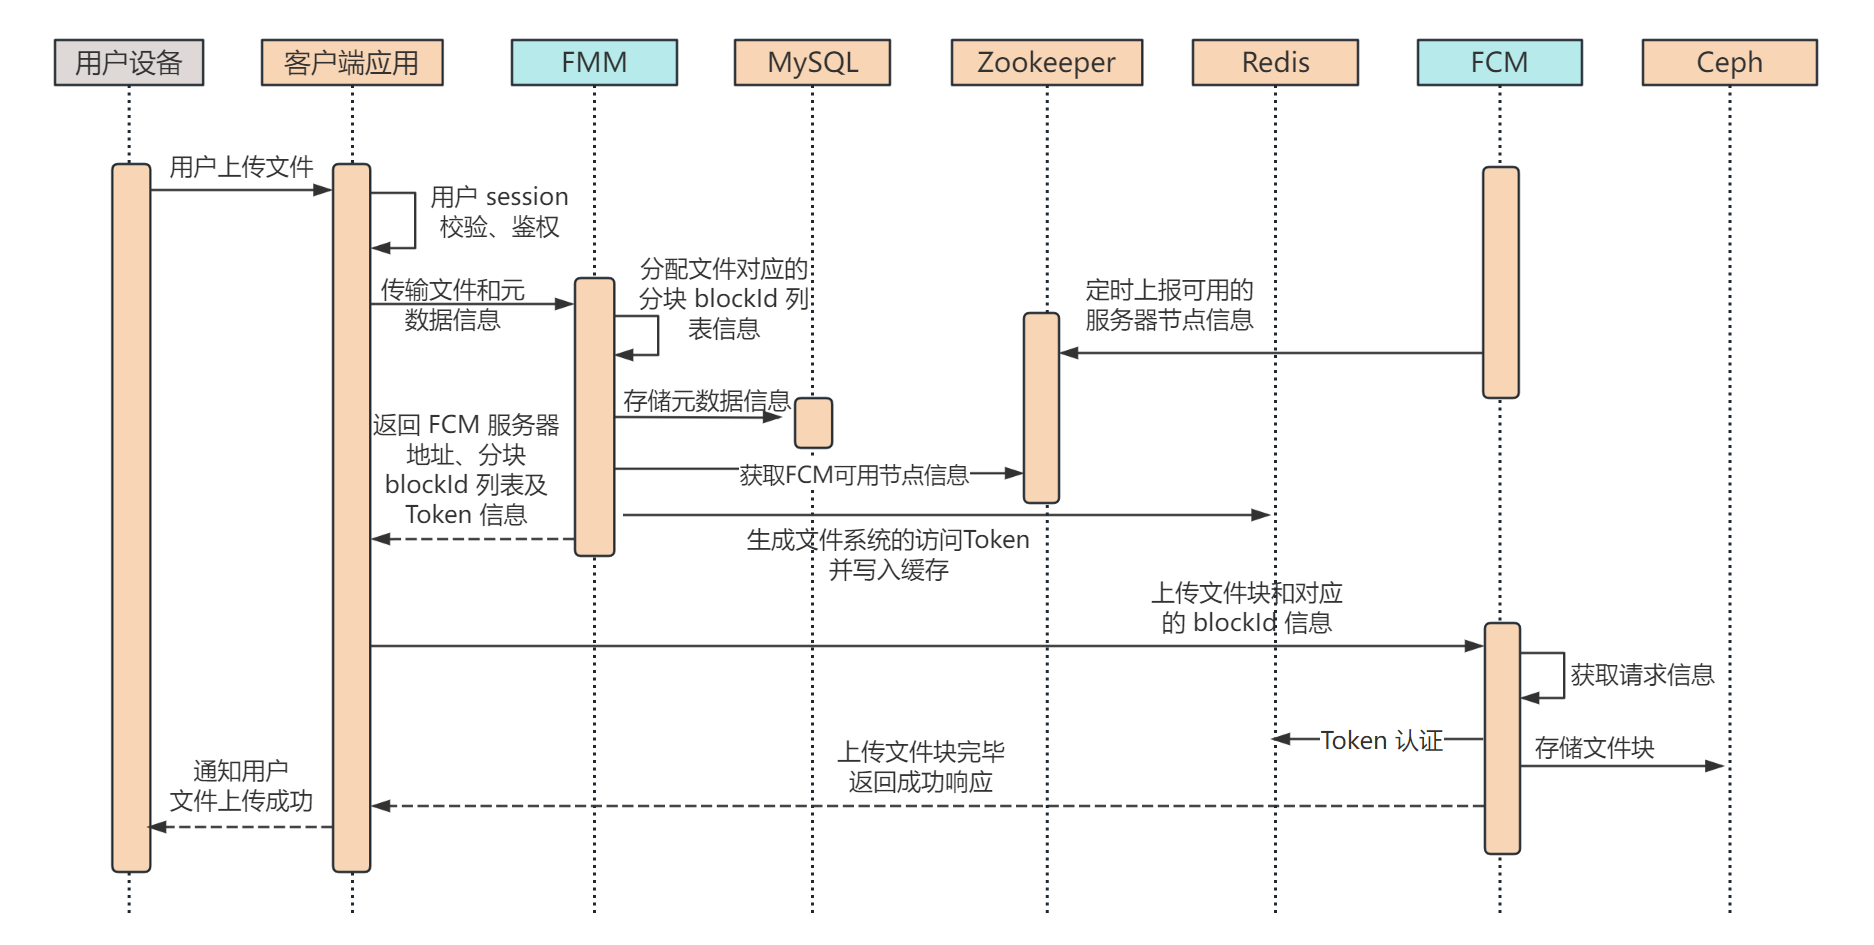 用户设备
客户端应用
FMM
MySQL
Zookeeper
Redis
FCM
Ceph
用户上传文件
用户 session
校验、鉴权
传输文件和元
数据信息
分配文件对应的
分块 blockId 列
表信息
定时上报可用的
服务器节点信息
存储元数据信息
获取FCM可用节点信息
返回 FCM 服务器
地址、分块
blockId 列表及
Token 信息
生成文件系统的访问Token
并写入缓存
上传文件块和对应
的 blockId 信息
获取请求信息
Token 认证
存储文件块
上传文件块完毕
返回成功响应
通知用户
文件上传成功